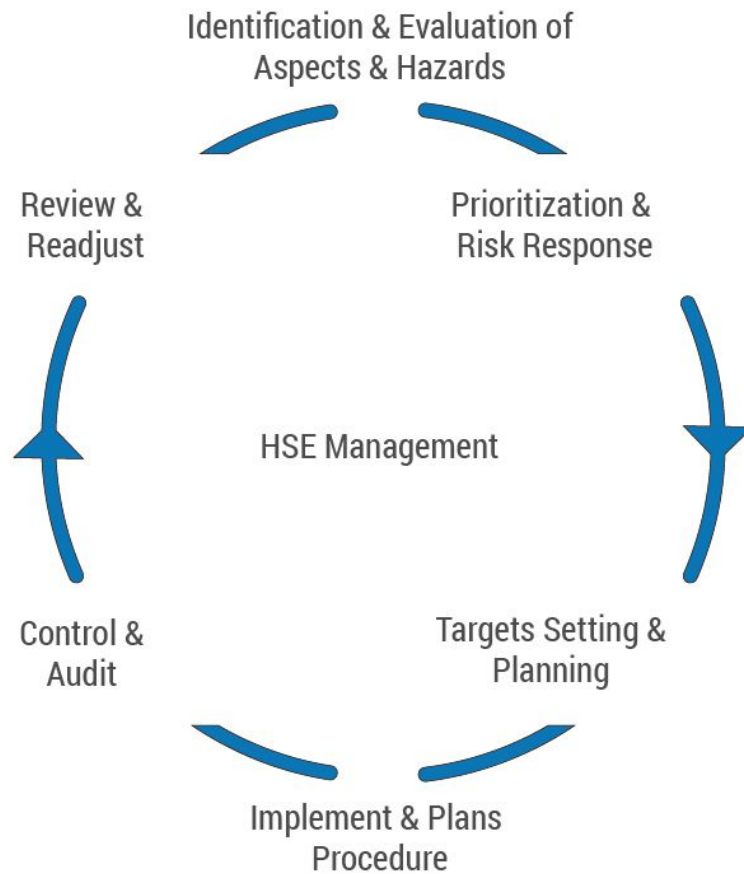 Identification & Evaluation of
Aspects & Hazards
Prioritization &
Risk Response
Targets Setting &
Planning
Implement & Plans
Procedure
Control &
Audit
Review &
Readjust
HSE Management